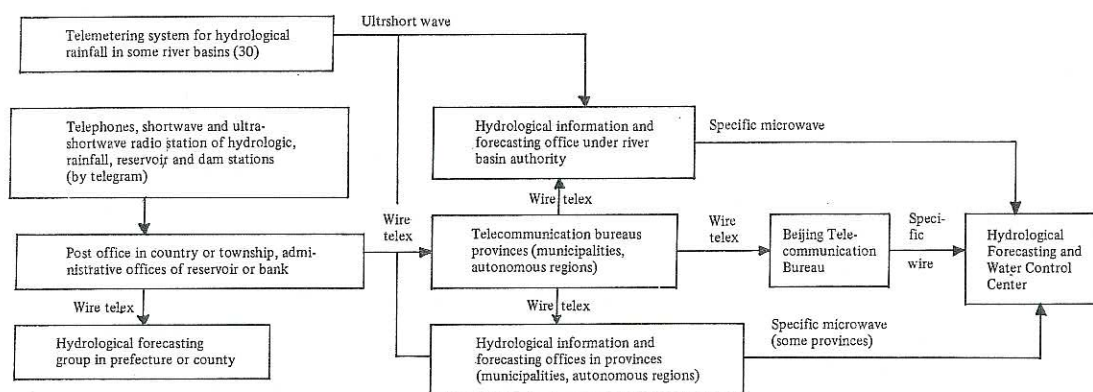 Ultrshort wave
Telemetering system for hydrological
rainfall in some river basins (30)
Telephones, shortwave and ultra-
shortwave radio station of hydrologic,
rainfall, reservoir and dam stations
(by telegram)
Hydrological information and
forecasting office under river
basin authority
Specific microwave
Wire telex
Post office in country or township, admin-
istrative offices of reservoir or bank
Wire
telex
Telecommunication bureaus
provinces (municipalities,
autonomous regions)
Wire
telex
Beijing Tele-
communication
Bureau
Speci-
fic
wire
Hydrological
Forecasting and
Water Control
Center
Wire telex
Wire telex
Hydrological forecasting
group in prefecture or county
Hydrological information and
forecasting offices in provinces
(municipalities, autonomous regions)
Specific microwave
(some provinces)